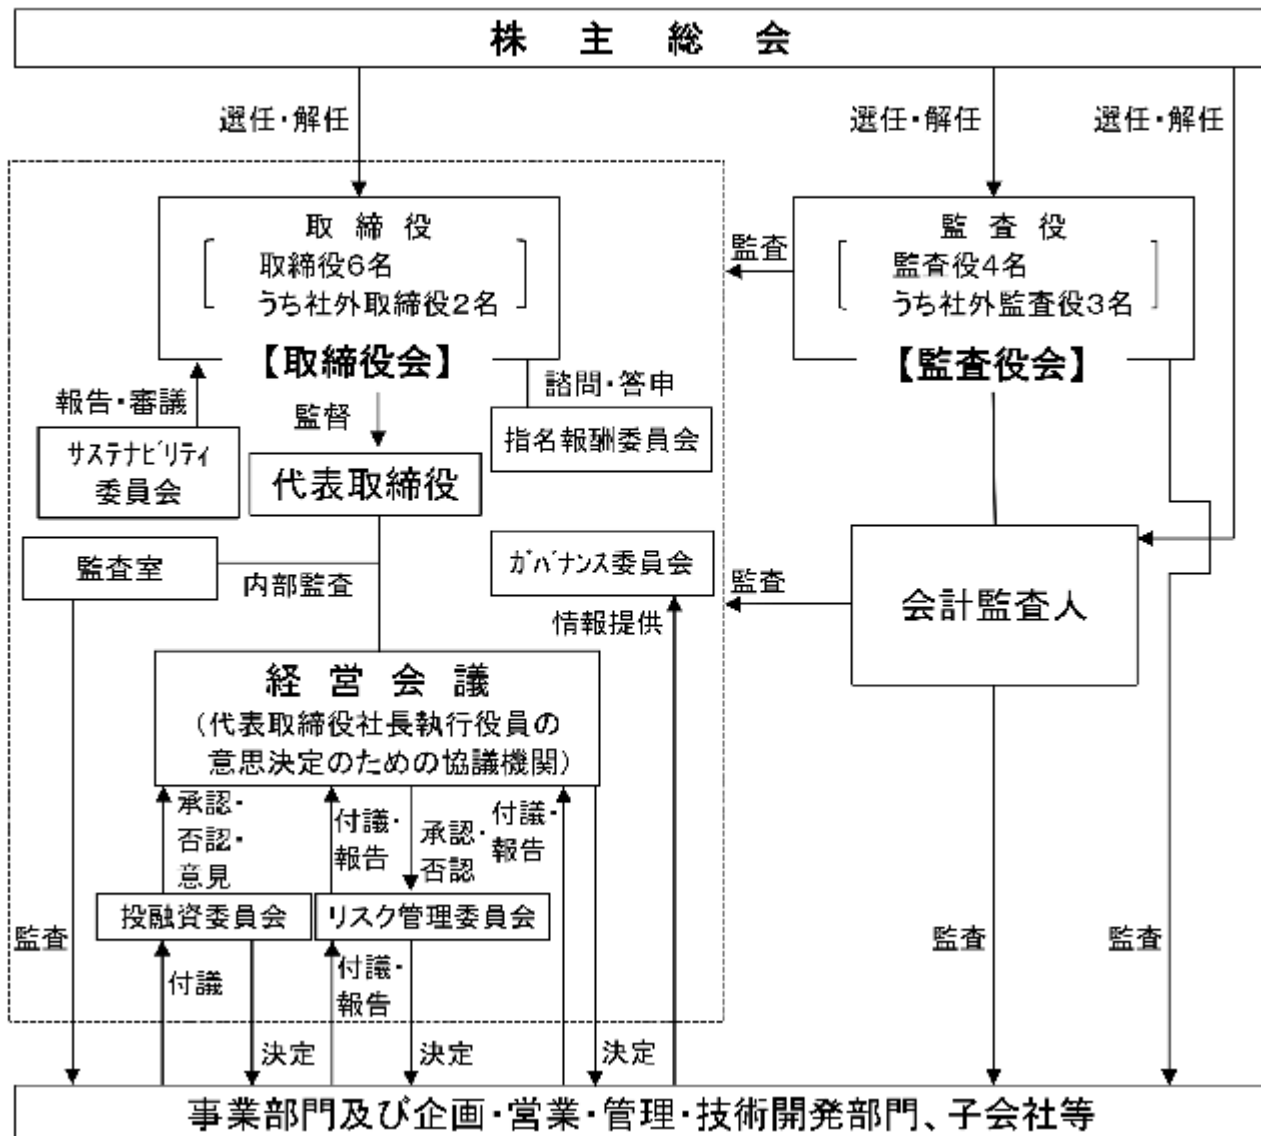 株主総会
選任・解任
選任・解任
選任・解任
取締役
取締役6名
うち社外取締役2名
【取締役会】
監査
監査役
監査役4名
うち社外監査役3名
【監査役会】
報告・審議
監督
諮問・答申
サステナビリティ
委員会
代表取締役
指名報酬委員会
監査室
内部監査
ガバナンス委員会
情報提供
監査
会計監査人
経営会議
(代表取締役社長執行役員の
意思決定のための協議機関)
承認・
否認・
意見
付議・
報告
承認・
否認
付議・
報告
投融資委員会
リスク管理委員会
監査
付議
付議・
報告
監査
監査
決定
決定
決定
事業部門及び企画・営業・管理・技術開発部門、子会社等